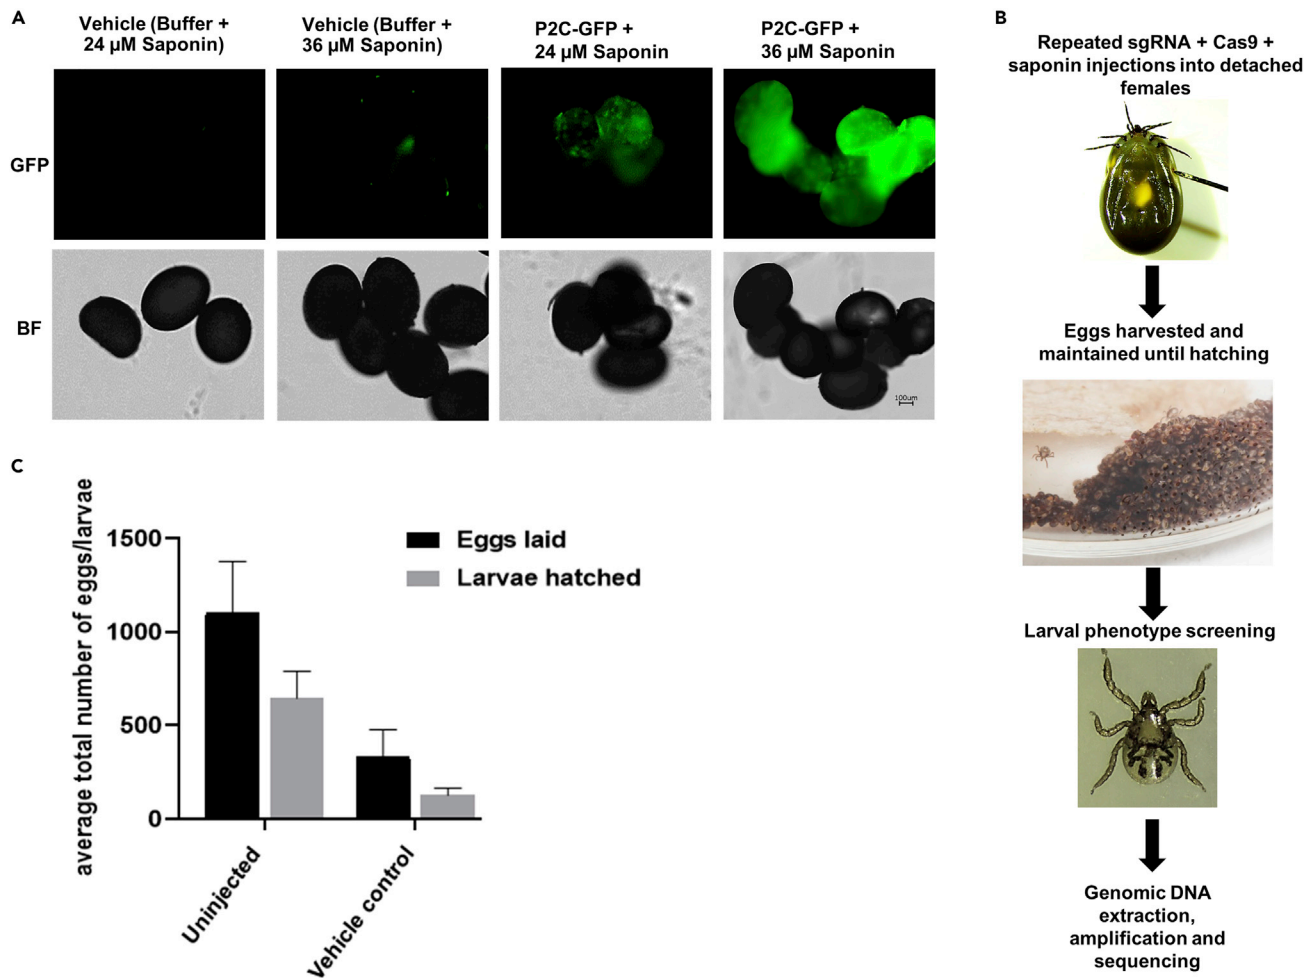 A
Vehicle (Buffer +
24 µM Saponin)
Vehicle (Buffer +
36 µM Saponin)
P2C-GFP +
24 µM Saponin
P2C-GFP +
36 µM Saponin
GFP
BF
100um
B
Repeated sgRNA + Cas9 +
saponin injections into detached
females
Eggs harvested and
maintained until hatching
Larval phenotype screening
Genomic DNA
extraction,
amplification and
sequencing
C
average total number of eggs/larvae
1500
1000
500
0
Eggs laid
Larvae hatched
Uninjected
Vehicle control